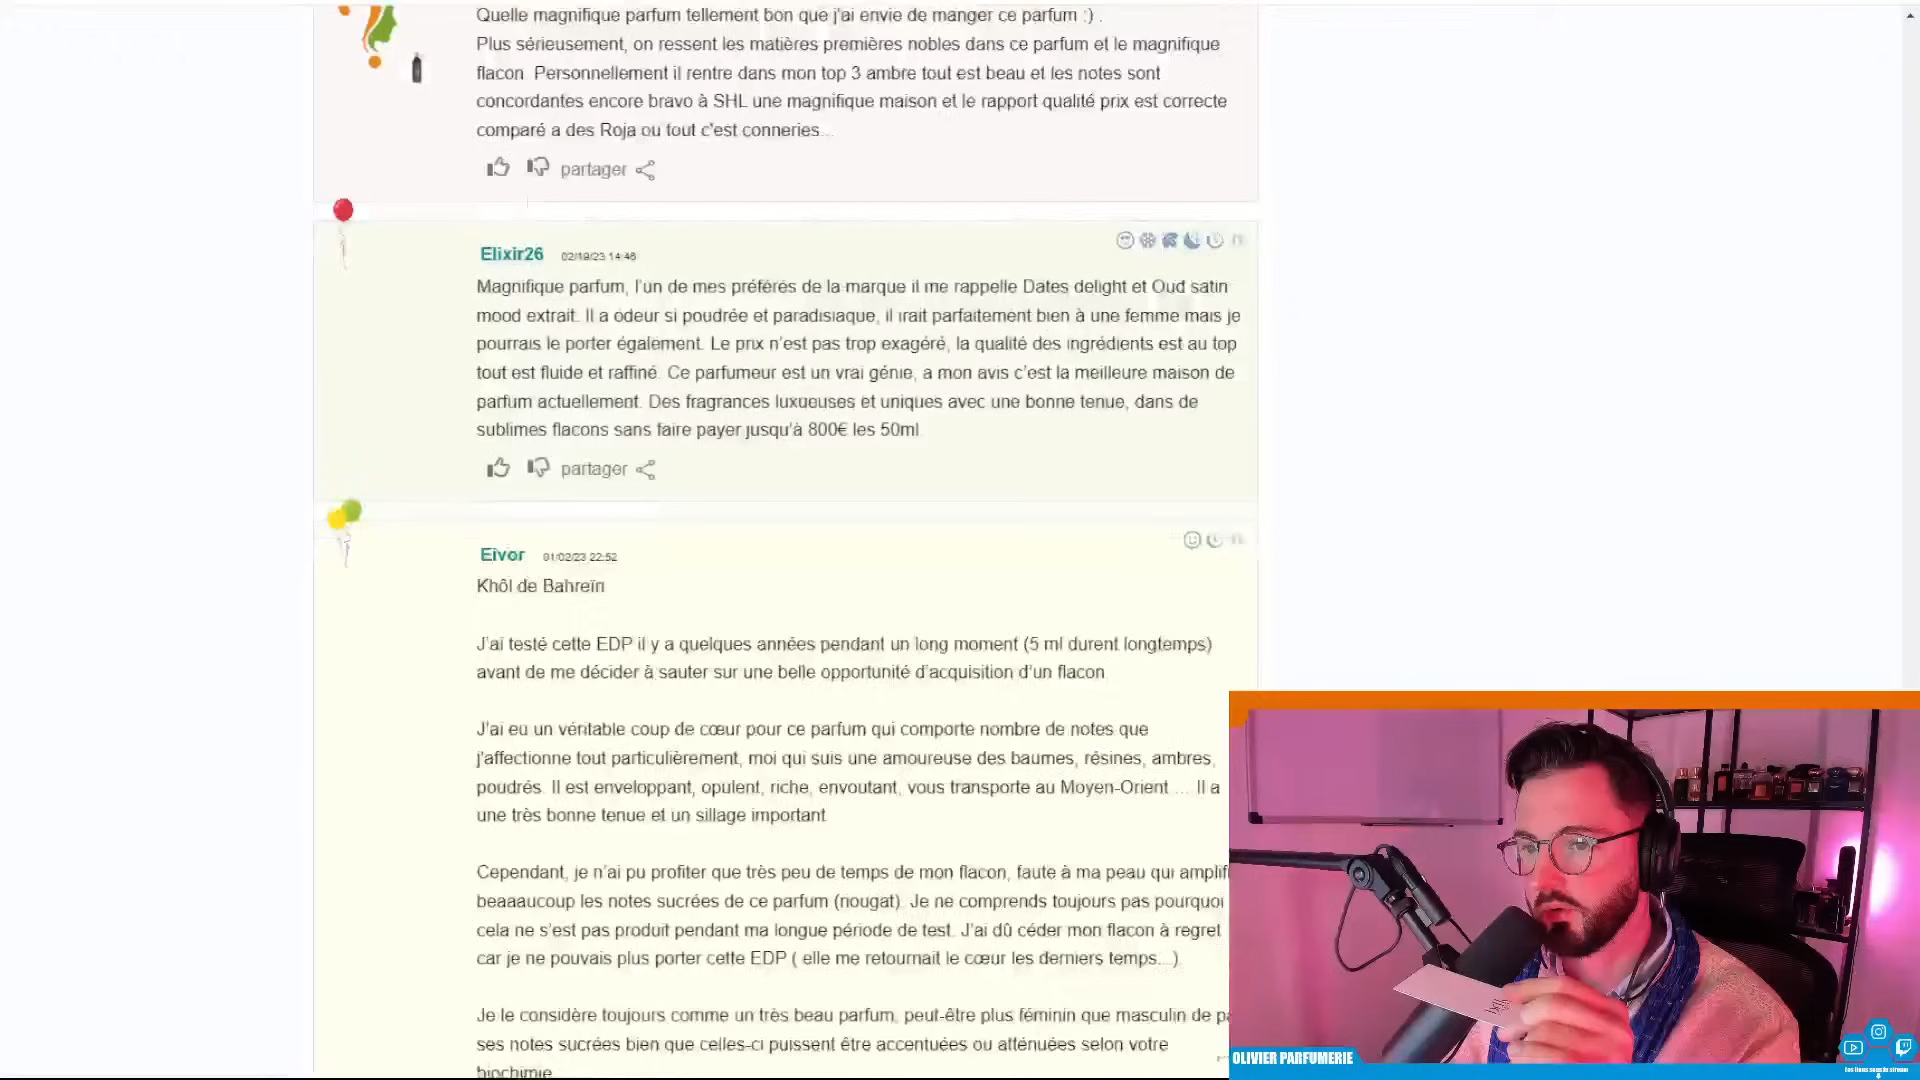 Quelle magnifique parfum tellement bon que j'ai envie de manger ce parfum :) .
Plus sérieusement, on ressent les matières premières nobles dans ce parfum et le magnifique
flacon. Personnellement il rentre dans mon top 3 ambre tout est beau et les notes sont
concordantes encore bravo à SHL une magnifique maison et le rapport qualité prix est correcte
comparé a des Roja ou tout c'est conneries...
partager
Elixir26 02/19/23 14:46
Magnifique parfum, l'un de mes préférés de la marque il me rappelle Dates delight et Oud satin
mood extrait. Il a odeur si poudrée et paradisiaque, il irait parfaitement bien à une femme mais je
pourrais le porter également. Le prix n'est pas trop exagéré, la qualité des ingrédients est au top
tout est fluide et raffiné. Ce parfumeur est un vrai génie, a mon avis c'est la meilleure maison de
parfum actuellement. Des fragrances luxueuses et uniques avec une bonne tenue, dans de
sublimes flacons sans faire payer jusqu'à 800€ les 50ml.
partager
Eivor 01/02/23 22:52
Khôl de Bahreïn
J'ai testé cette EDP il y a quelques années pendant un long moment (5 ml durent longtemps)
avant de me décider à sauter sur une belle opportunité d'acquisition d'un flacon.
J'ai eu un véritable coup de cœur pour ce parfum qui comporte nombre de notes que
j'affectionne tout particulièrement, moi qui suis une amoureuse des baumes, résines, ambres,
poudrés. Il est enveloppant, opulent, riche, envoutant, vous transporte au Moyen-Orient ... Il a
une très bonne tenue et un sillage important.
Cependant, je n'ai pu profiter que très peu de temps de mon flacon, faute à ma peau qui amplifi
beaaaucoup les notes sucrées de ce parfum (nougat). Je ne comprends toujours pas pourquoi
cela ne s'est pas produit pendant ma longue période de test. J'ai dû céder mon flacon à regret
car je ne pouvais plus porter cette EDP ( elle me retournait le cœur les derniers temps...).
Je le considère toujours comme un très beau parfum, peut-être plus féminin que masculin de pa
ses notes sucrées bien que celles-ci puissent être accentuées ou atténuées selon votre
biochimie.
OLIVIER PARFUMERIE